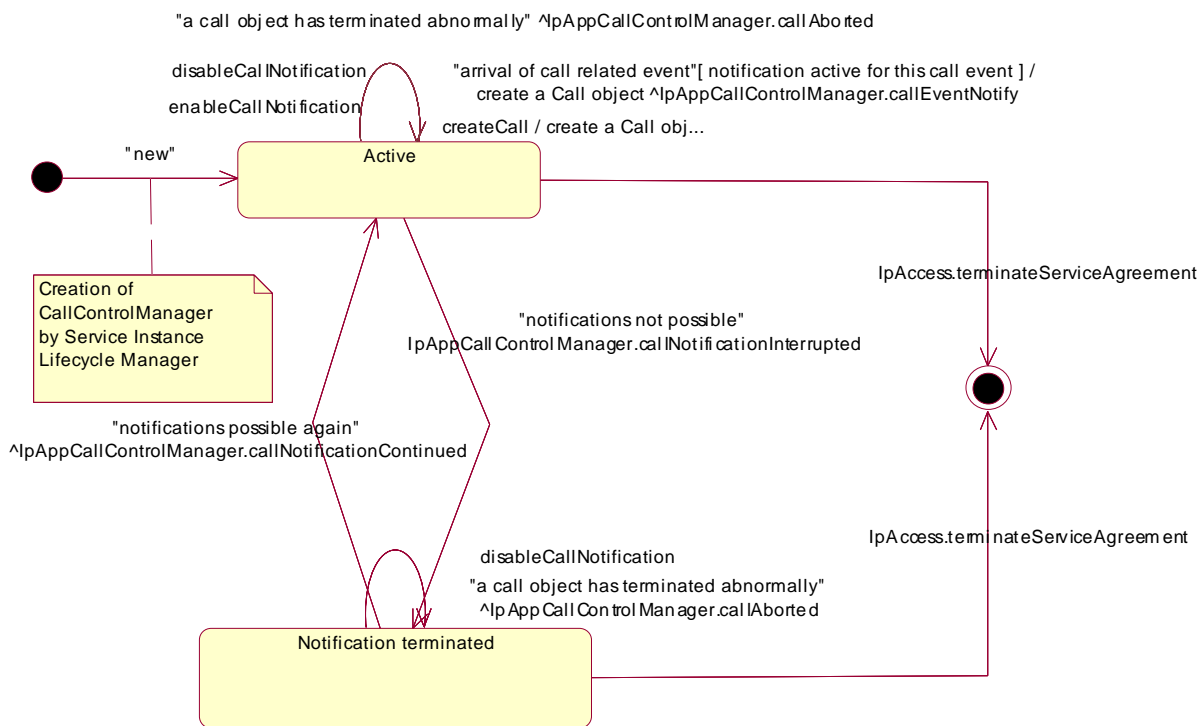 "a call object has terminated abnormally" ^IpAppCallControlManager.callAborted
disableCallNotification
enableCallNotification
"arrival of call related event"[ notification active for this call event ] /
create a Call object ^IpAppCallControlManager.callEventNotify
createCall / create a Call obj...
"new"
Active
IpAccess.terminateServiceAgreement
Creation of
CallControlManager
by Service Instance
Lifecycle Manager
"notifications not possible"
IpAppCallControlManager.callNotificationInterrupted
"notifications possible again"
^IpAppCallControlManager.callNotificationContinued
IpAccess.terminateServiceAgreement
disableCallNotification
"a call object has terminated abnormally"
^IpAppCallControlManager.callAborted
Notification terminated